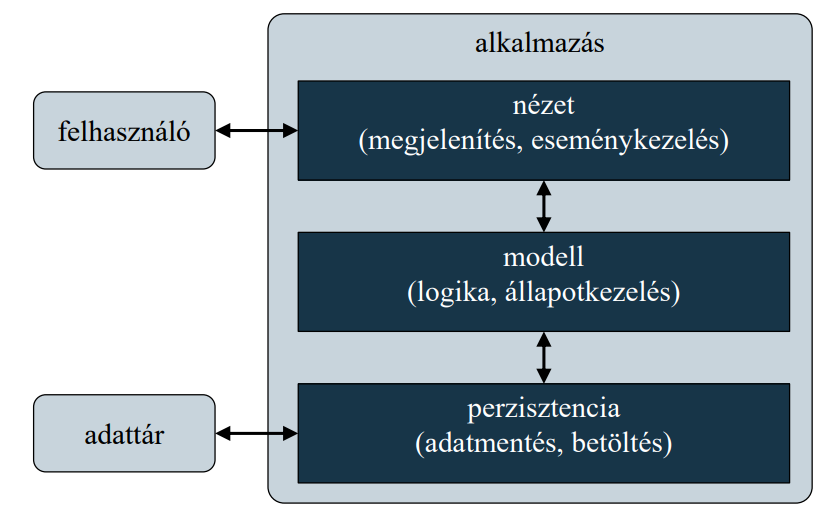 alkalmazás
nézet
(megjelenítés, eseménykezelés)
felhasználó
modell
(logika, állapotkezelés)
perzisztencia
(adatmentés, betöltés)
adattár